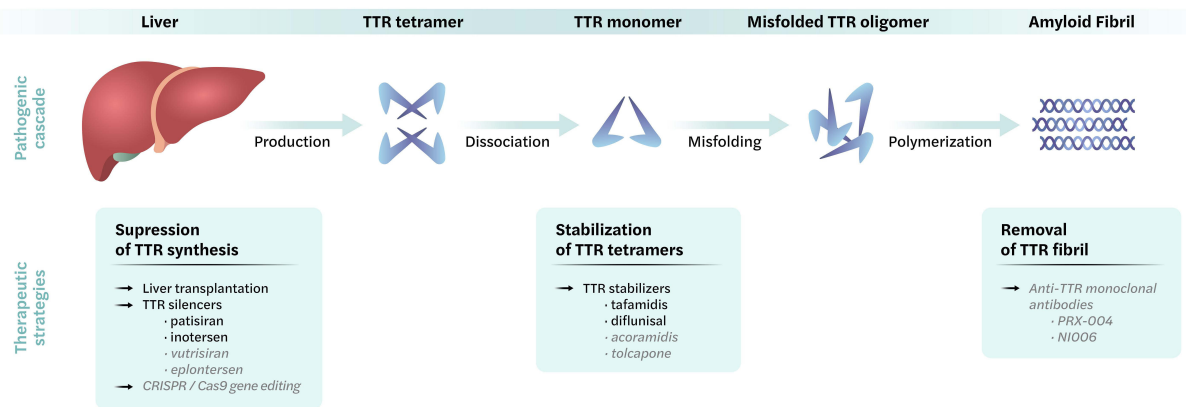 Liver
TTR tetramer
TTR monomer
Misfolded TTR oligomer
Amyloid Fibril
Pathogenic
cascade
Production
Dissociation
Misfolding
Polymerization
Therapeutic
strategies
Supression
of TTR synthesis
Liver transplantation
TTR silencers
· patisiran
· inotersen
· vutrisiran
· eplontersen
CRISPR / Cas9 gene editing
Stabilization
of TTR tetramers
TTR stabilizers
· tafamidis
· diflunisal
· acoramidis
· tolcapone
Removal
of TTR fibril
Anti-TTR monoclonal
antibodies
· PRX-004
· NI006